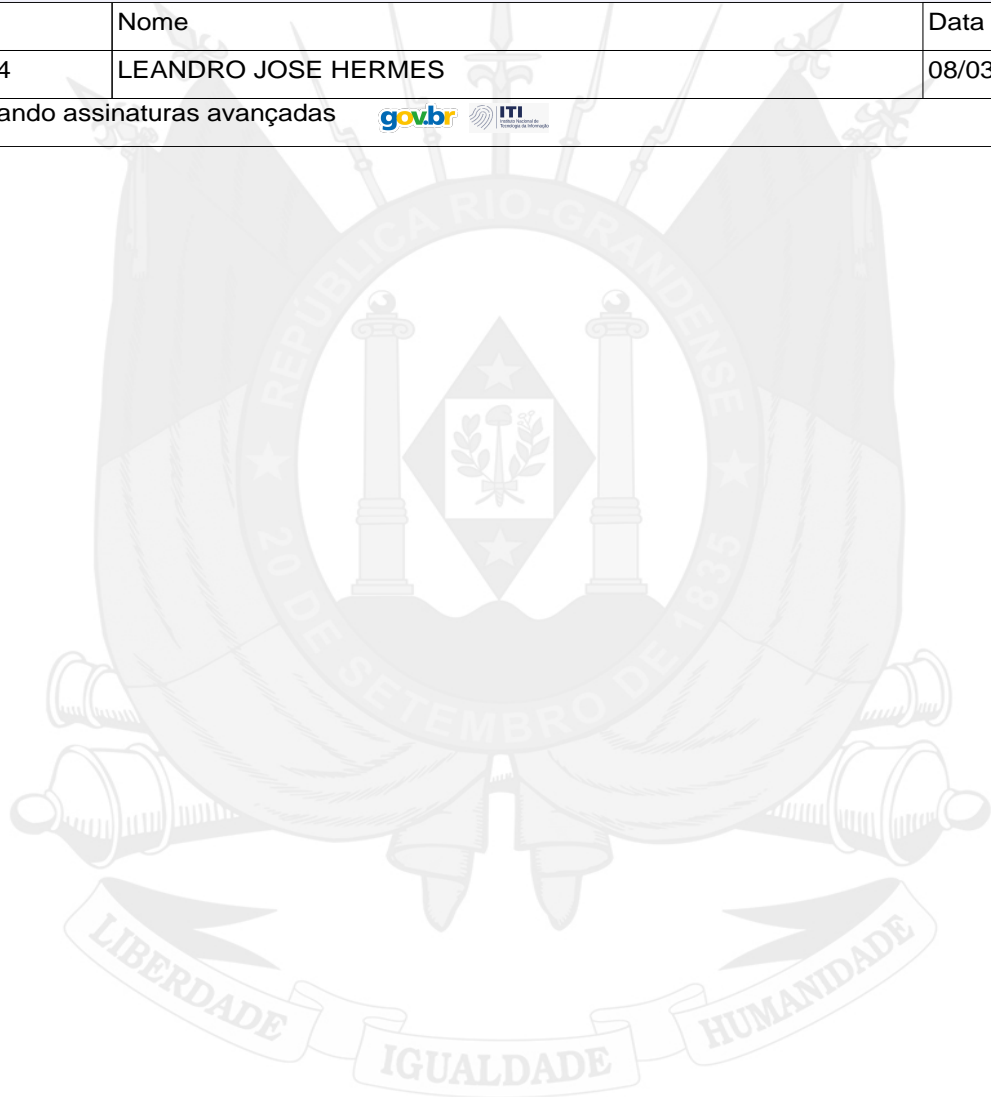 Nome
Data
4
LEANDRO JOSE HERMES
08/03
ando assinaturas avançadas
gov.br
ITI
REPÚBLICA RIO-GRANDENSE
20 DE SETEMBRO DE 1835
LIBERDADE
IGUALDADE
HUMANIDADE